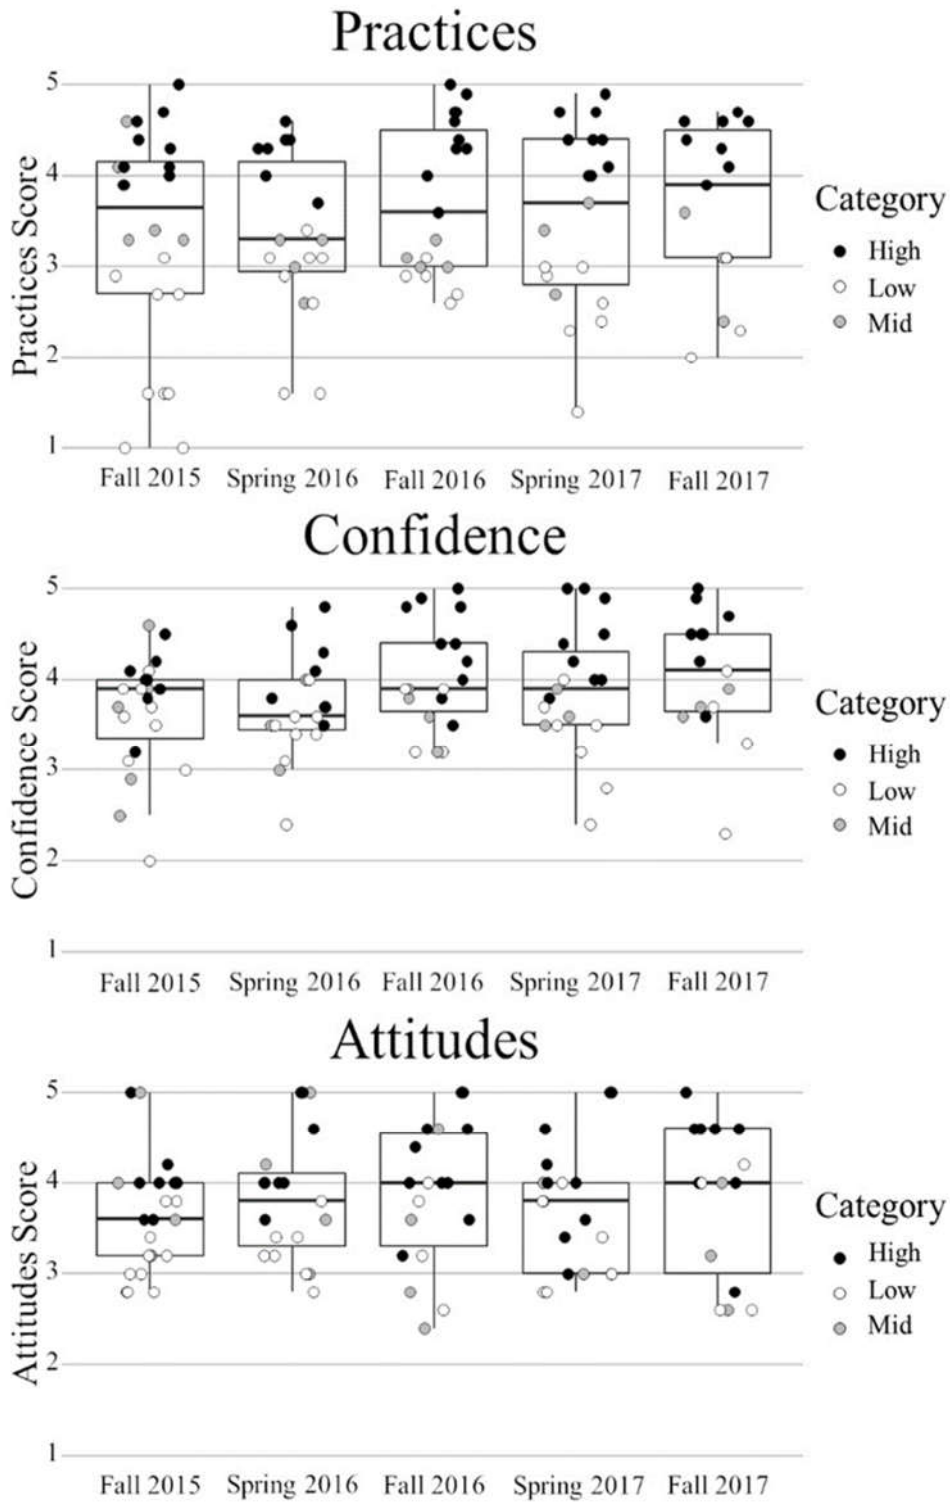 Practices
Practices Score
5
4
3
2
1
Fall 2015 Spring 2016 Fall 2016 Spring 2017 Fall 2017
Category
High
Low
Mid
Confidence
Confidence Score
5
4
3
2
1
Fall 2015 Spring 2016 Fall 2016 Spring 2017 Fall 2017
Category
High
Low
Mid
Attitudes
Attitudes Score
5
4
3
2
1
Fall 2015 Spring 2016 Fall 2016 Spring 2017 Fall 2017
Category
High
Low
Mid